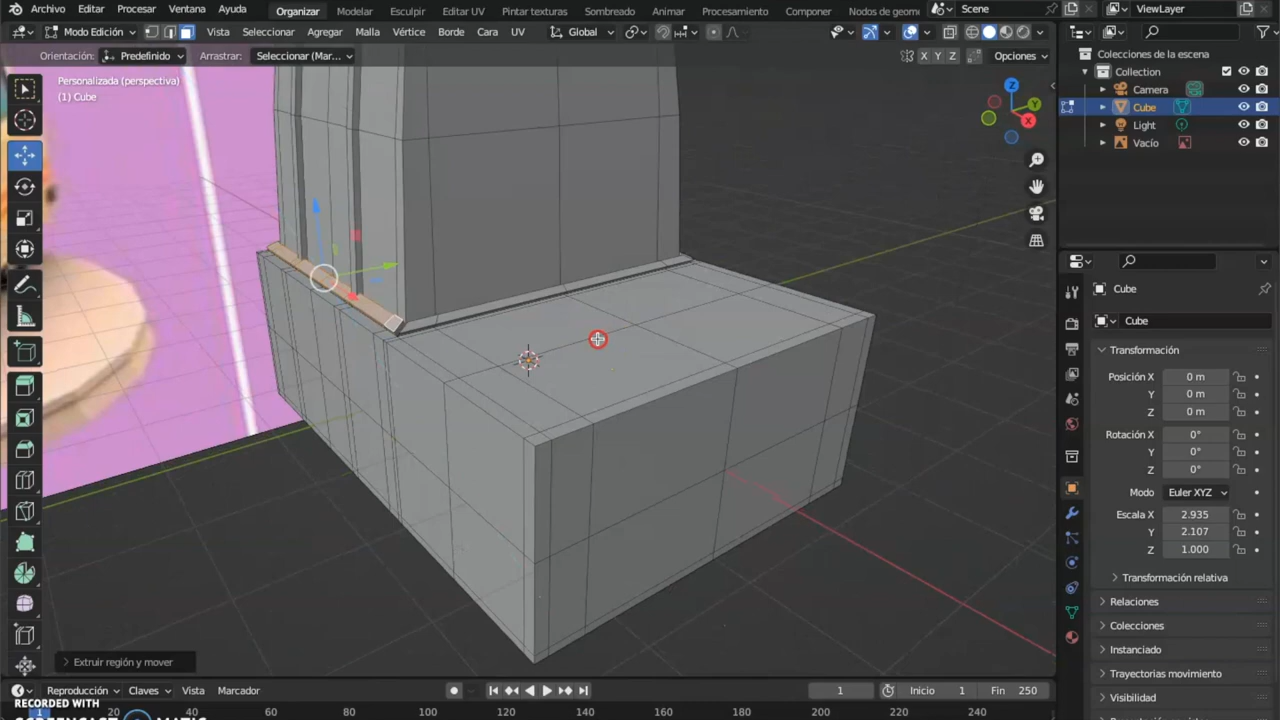 Archivo Editar Procesar Ventana Ayuda Organizar Modelar Esculpir Editar UV Pintar texturas Sombreado Animar Procesamiento Componer Nodos de geome Scene ViewLayer
Modo Edición Vista Seleccionar Agregar Malla Vértice Borde Cara UV Global
Orientación: Predefinido Arrastrar: Seleccionar (Mar... X Y Z Opciones
Personalizada (perspectiva)
(1) Cube
Z
Y
X
Colecciones de la escena
Collection
Camera
Cube
Light
Vacío
Cube
Cube
Transformación
Posición X 0 m
Y 0 m
Z 0 m
Rotación X 0°
Y 0°
Z 0°
Modo Euler XYZ
Escala X 2.935
Y 2.107
Z 1.000
Transformación relativa
Relaciones
Colecciones
Instanciado
Trayectorias movimiento
Visibilidad
Extruir región y mover
Reproducción Claves Vista Marcador 1 Inicio 1 Fin 250
RECORDED WITH
1 20 40 60 80 100 120 140 160 180 200 220 240